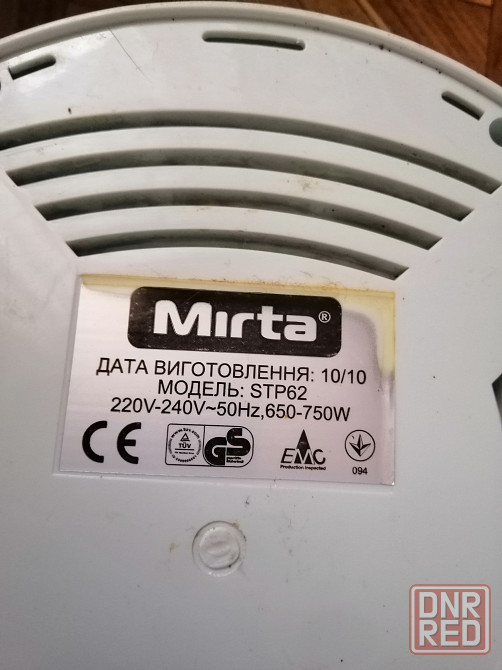 Mirta®
ДАТА ВИГОТОВЛЕННЯ: 10/10
МОДЕЛЬ: STP62
220V-240V~50Hz,650-750W
CE
TÜV
GS
EMC
Production inspected
094
DNR
RED